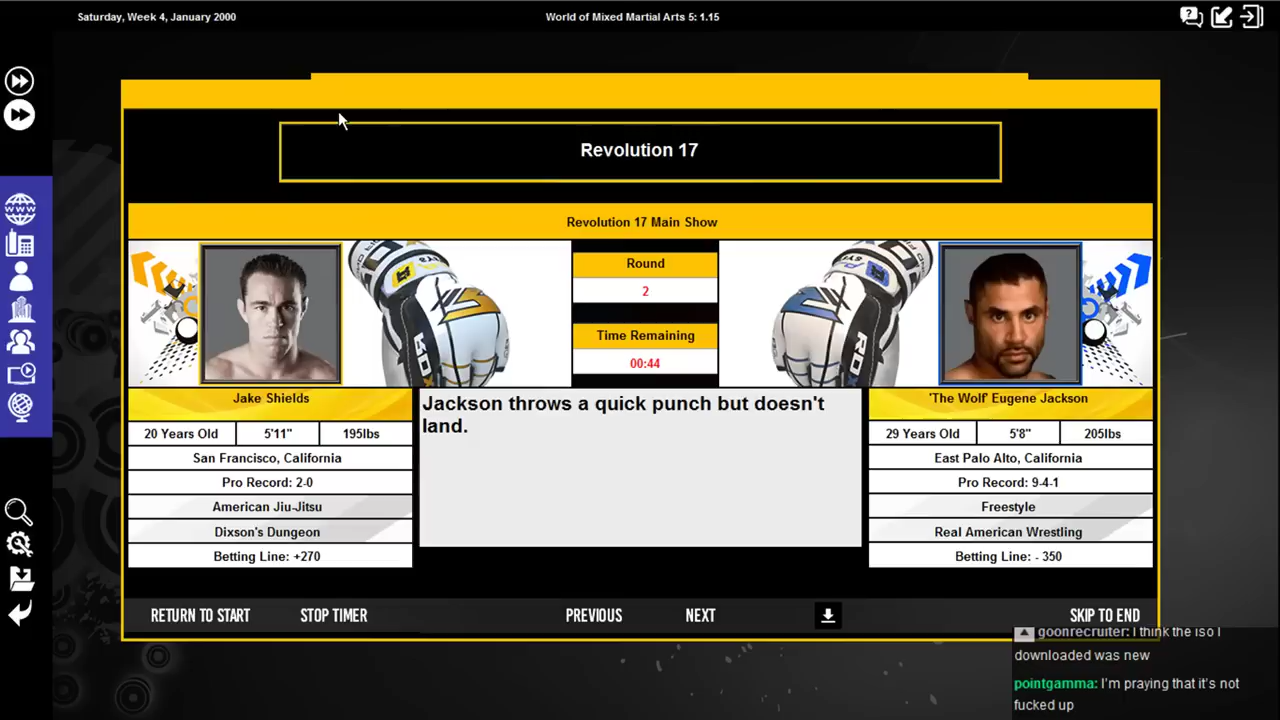 Saturday, Week 4, January 2000
World of Mixed Martial Arts 5: 1.15
Revolution 17
Revolution 17 Main Show
Round
2
Time Remaining
00:44
Jake Shields
20 Years Old
5'11"
195lbs
San Francisco, California
Pro Record: 2-0
American Jiu-Jitsu
Dixson's Dungeon
Betting Line: +270
Jackson throws a quick punch but doesn't
land.
'The Wolf' Eugene Jackson
29 Years Old
5'8"
205lbs
East Palo Alto, California
Pro Record: 9-4-1
Freestyle
Real American Wrestling
Betting Line: - 350
RETURN TO START
STOP TIMER
PREVIOUS
NEXT
SKIP TO END
goonrecruiter: I think the iso I
downloaded was new
pointgamma: I'm praying that it's not
fucked up
WWW
RDX
RDX